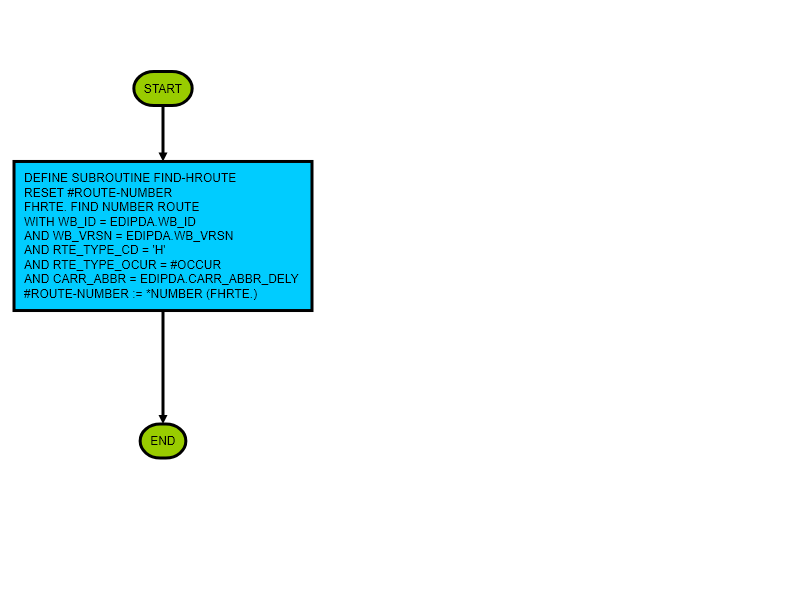 START
DEFINE SUBROUTINE FIND-HROUTE
RESET #ROUTE-NUMBER
FHRTE. FIND NUMBER ROUTE
WITH WB_ID = EDIPDA.WB_ID
AND WB_VRSN = EDIPDA.WB_VRSN
AND RTE_TYPE_CD = 'H'
AND RTE_TYPE_OCUR = #OCCUR
AND CARR_ABBR = EDIPDA.CARR_ABBR_DELY
#ROUTE-NUMBER := *NUMBER (FHRTE.)
END